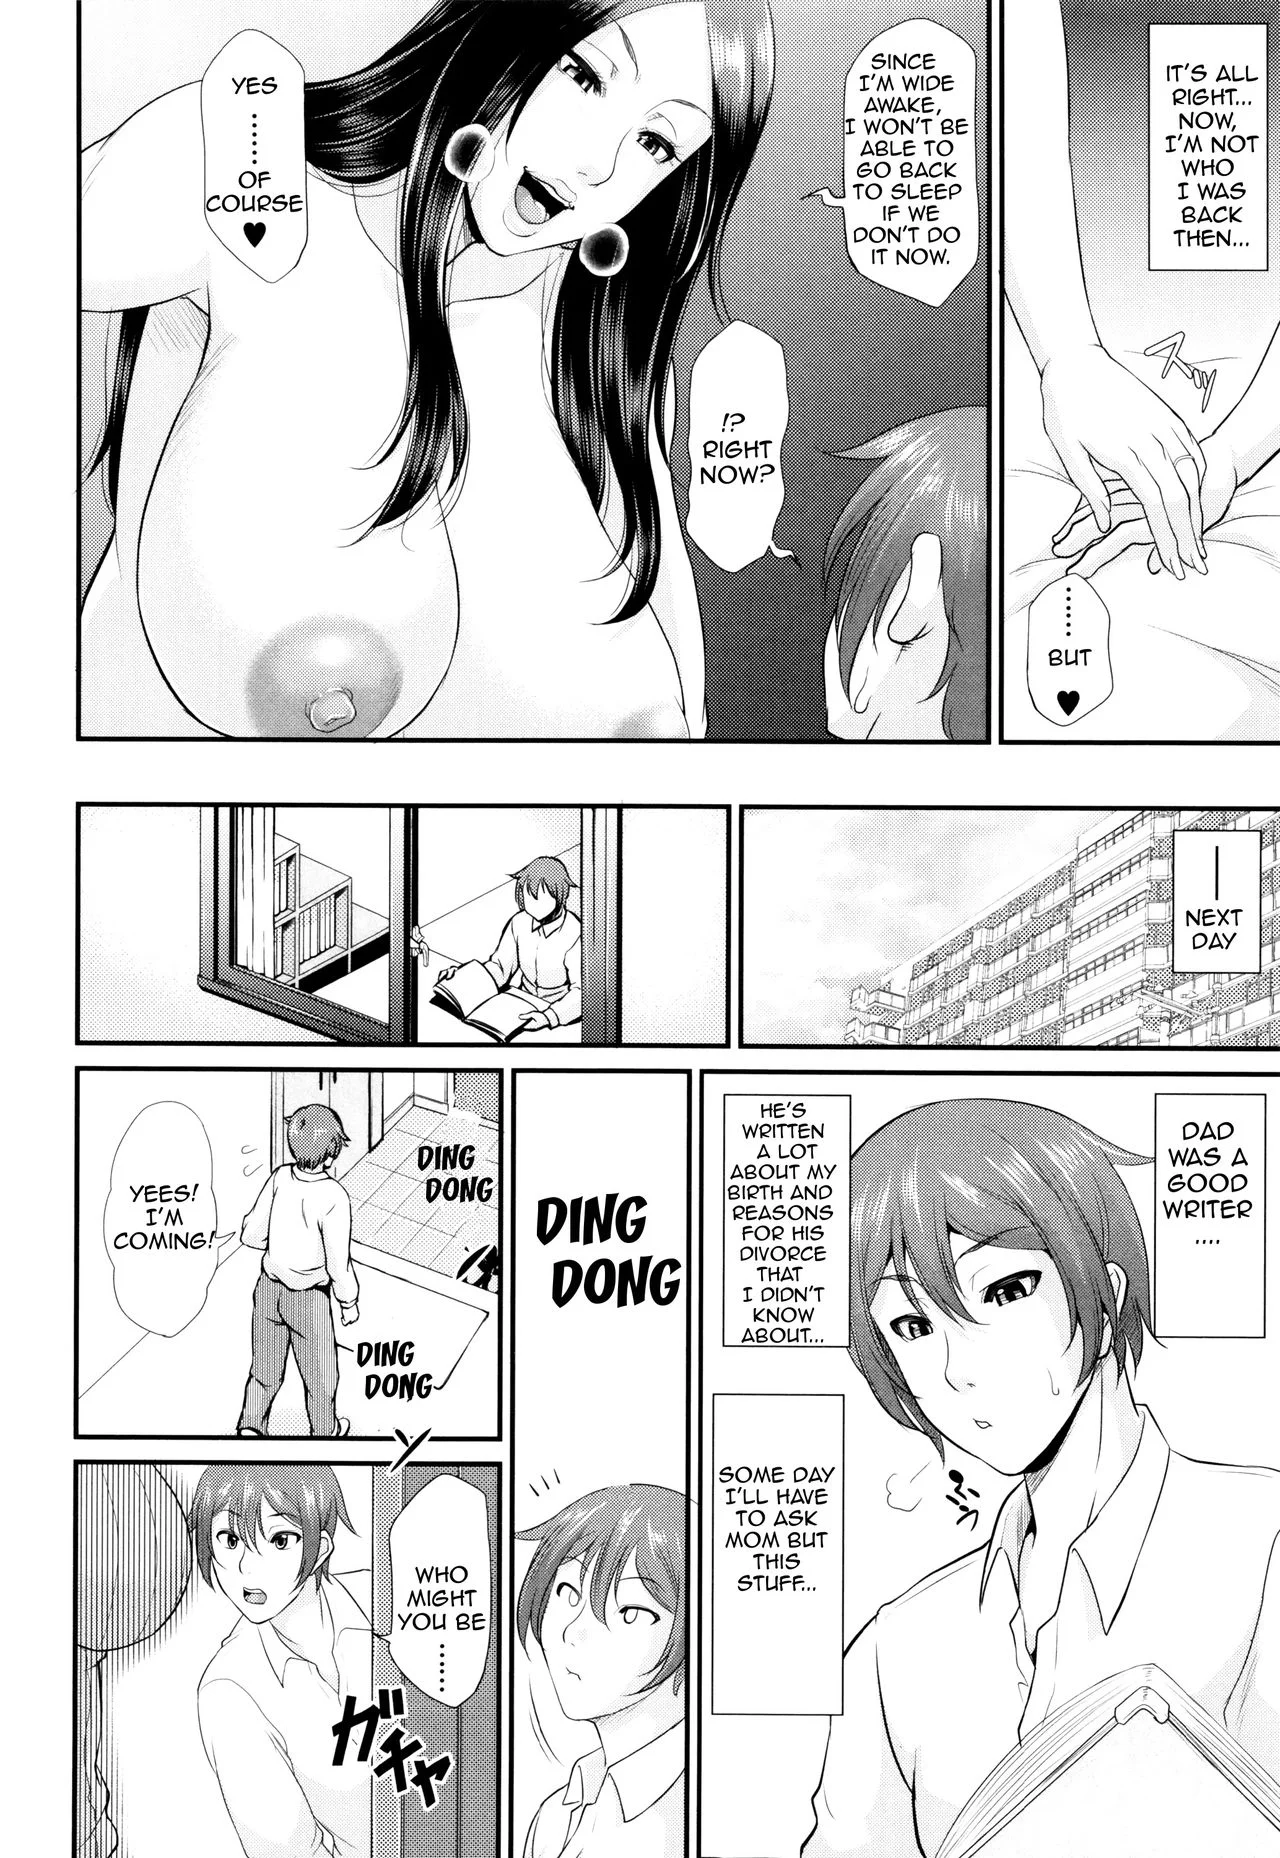 IT'S ALL
RIGHT...
NOW,
I'M NOT
WHO
I WAS
BACK
THEN...
スッ
........
BUT
♥
SINCE
I'M WIDE
AWAKE,
I WON'T BE
ABLE TO
GO BACK
TO SLEEP
IF WE
DON'T DO
IT NOW.
!?
RIGHT
NOW?
YES
........
OF
COURSE
♥
NEXT
DAY
DAD
WAS A
GOOD
WRITER
....
HE'S
WRITTEN
A LOT
ABOUT MY
BIRTH AND
REASONS
FOR HIS
DIVORCE
THAT
I DIDN'T
KNOW
ABOUT...
SOME DAY
I'LL HAVE
TO ASK
MOM BUT
THIS
STUFF...
DING
DONG
DING
DONG
YEES!
I'M
COMING!
DING
DONG
WHO
MIGHT
YOU BE
........
ガチャ